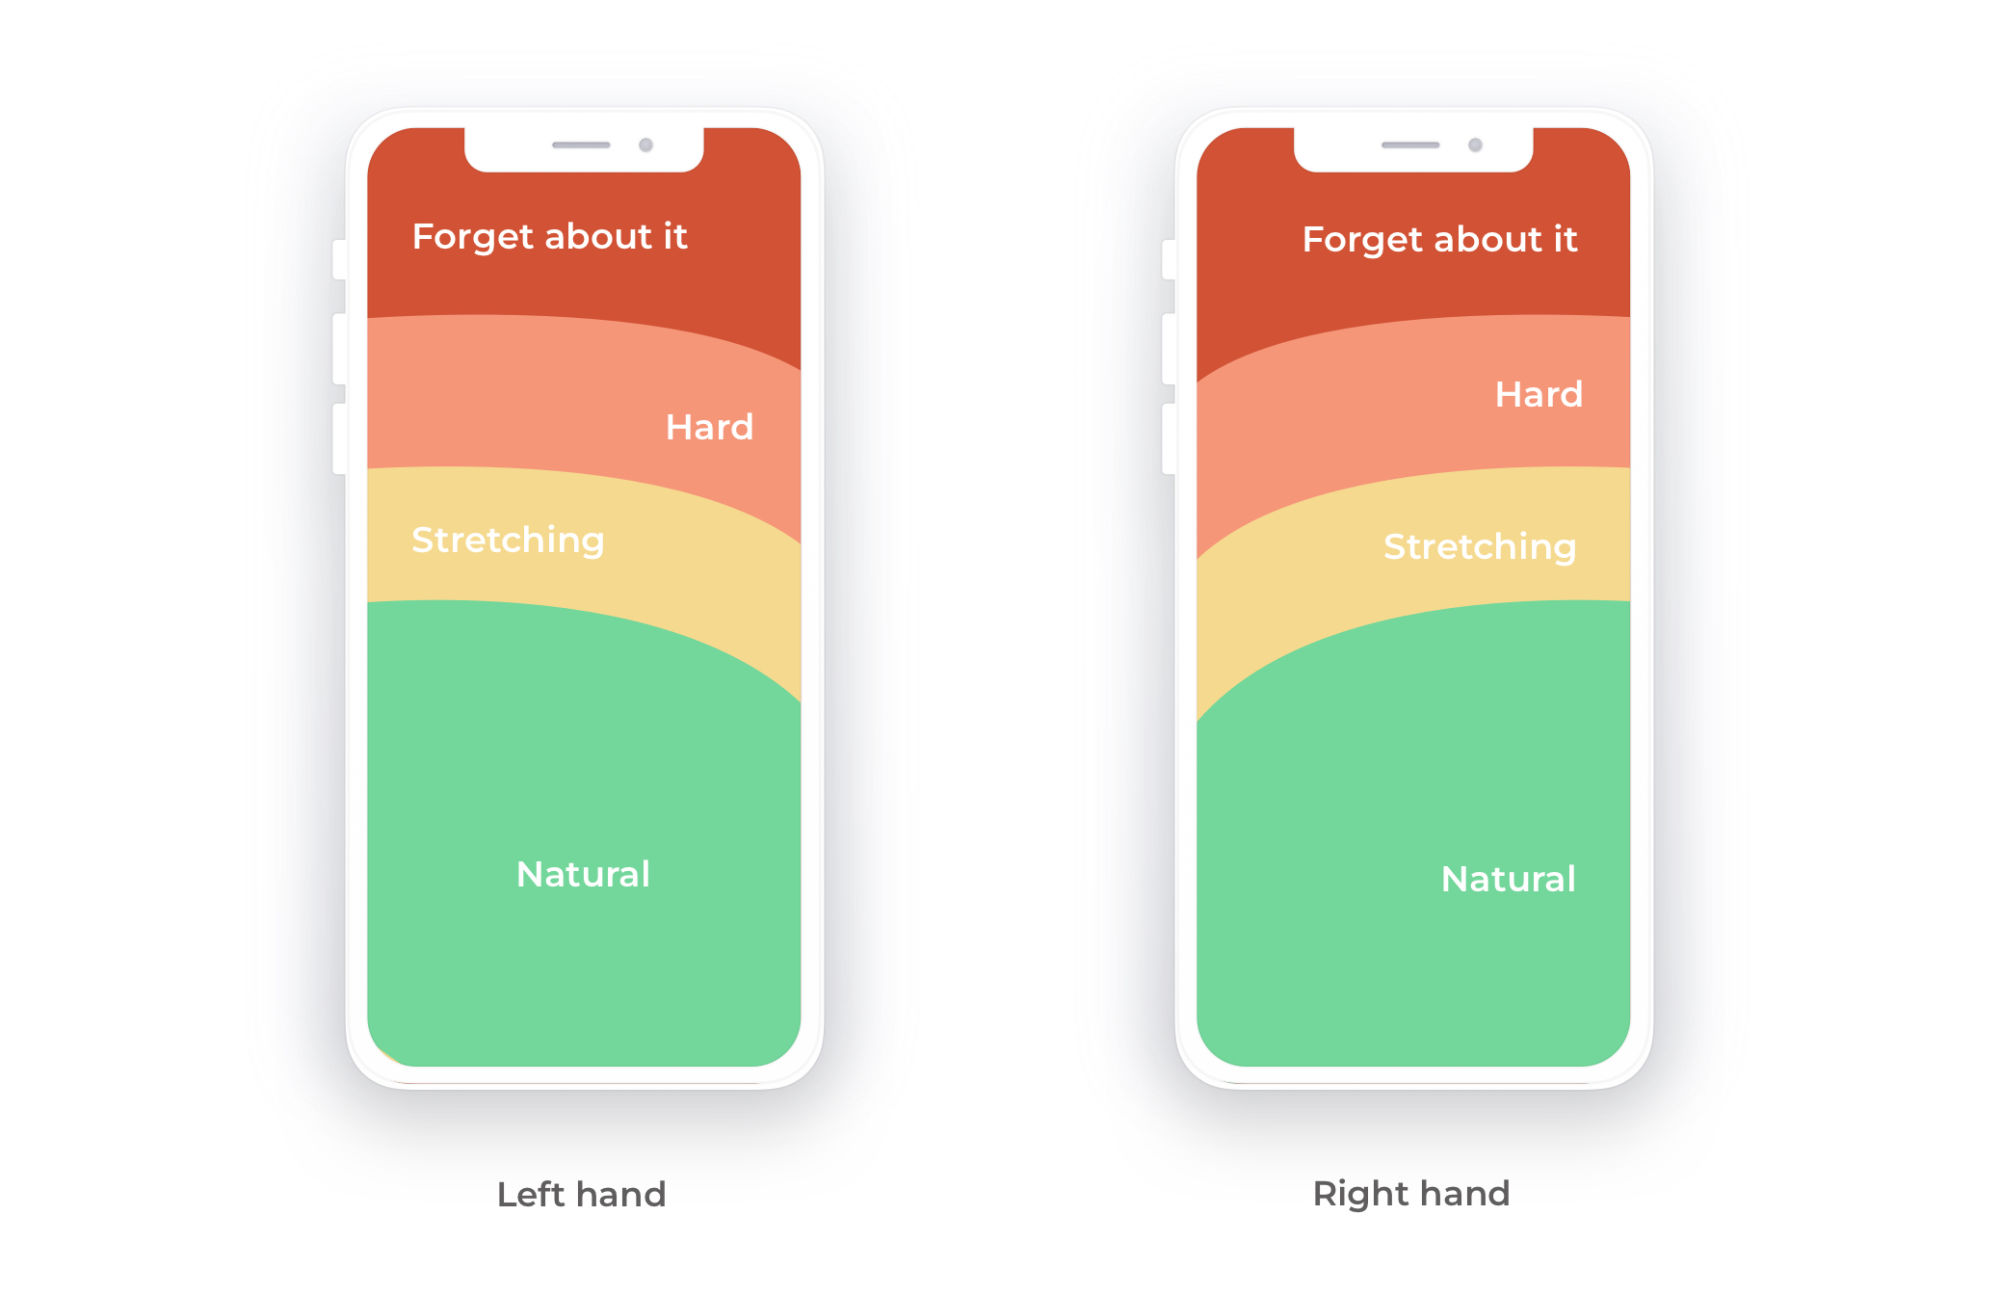 Forget about it
Hard
Stretching
Natural
Left hand
Forget about it
Hard
Stretching
Natural
Right hand